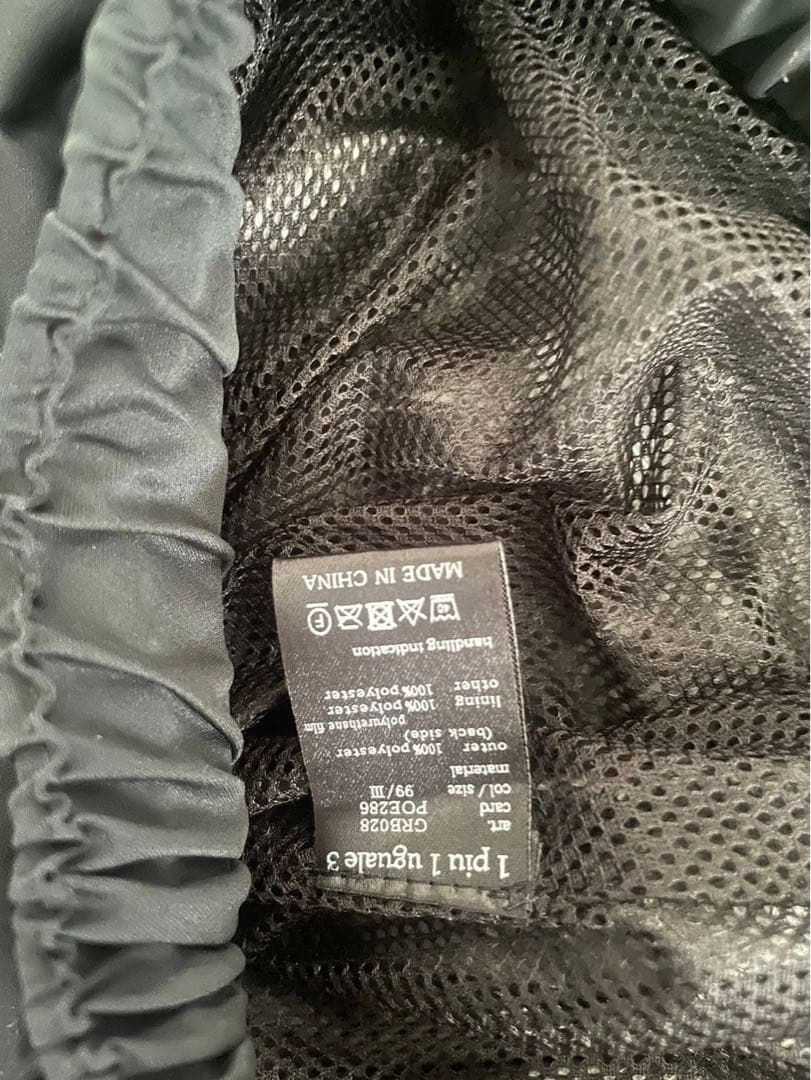 1 piu 1 uguale 3
art. GRB028
card POE286
col / size 99/III
material
outer 100% polyester
(back side) polyurethane film
lining 100% polyester
other 100% polyester
handling indication
40 F
MADE IN CHINA